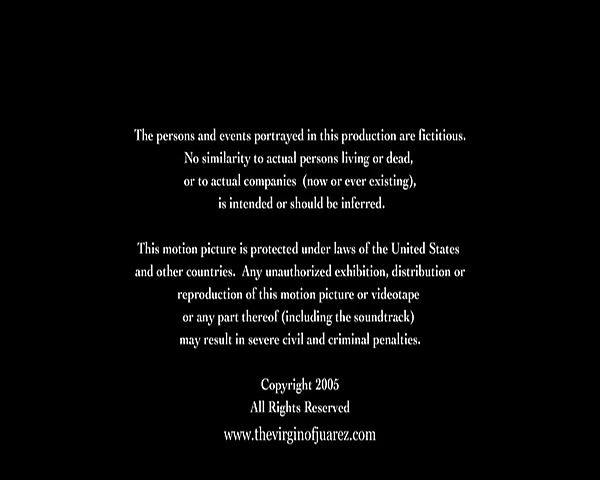 The persons and events portrayed in this production are fictitious.
No similarity to actual persons living or dead,
or to actual companies (now or ever existing),
is intended or should be inferred.
This motion picture is protected under laws of the United States
and other countries. Any unauthorized exhibition, distribution or
reproduction of this motion picture or videotape
or any part thereof (including the soundtrack)
may result in severe civil and criminal penalties.
Copyright 2005
All Rights Reserved
www.thevirginofjuarez.com